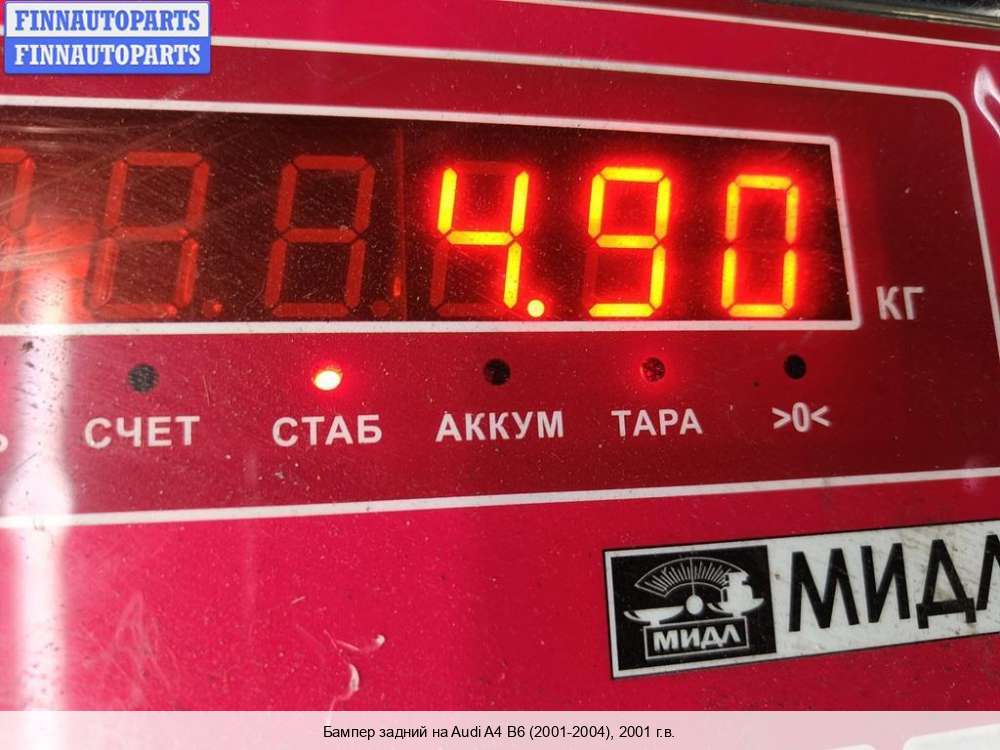 FINNAUTOPARTS
FINNAUTOPARTS
4.90
КГ
СЧЕТ СТАБ АККУМ ТАРА >0<
МИДЛ МИДЛ
Бампер задний на Audi A4 B6 (2001-2004), 2001 г.в.